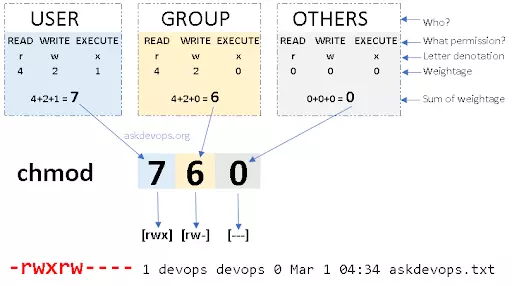 USER GROUP OTHERS
Who?
READ WRITE EXECUTE READ WRITE EXECUTE READ WRITE EXECUTE
What permission?
r w x r w x r w x
Letter denotation
4 2 1 4 2 0 0 0 0
Weightage
4+2+1 = 7 4+2+0 = 6 0+0+0 = 0
Sum of weightage
askdevops.org
chmod 7 6 0
[rwx] [rw-] [---]
-rwxrw---- 1 devops devops 0 Mar 1 04:34 askdevops.txt